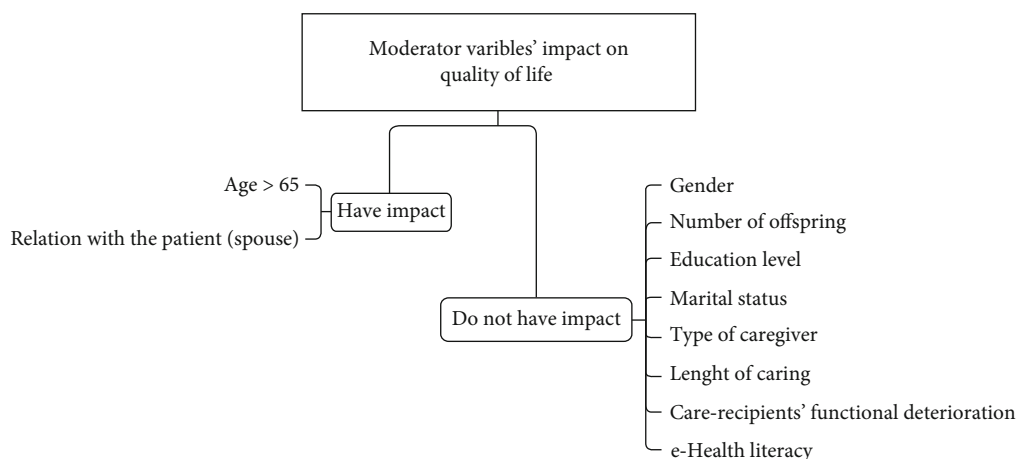 Moderator varibles’ impact on
quality of life
Age > 65
Have impact
Relation with the patient (spouse)
Do not have impact
Gender
Number of offspring
Education level
Marital status
Type of caregiver
Lenght of caring
Care-recipients’ functional deterioration
e-Health literacy